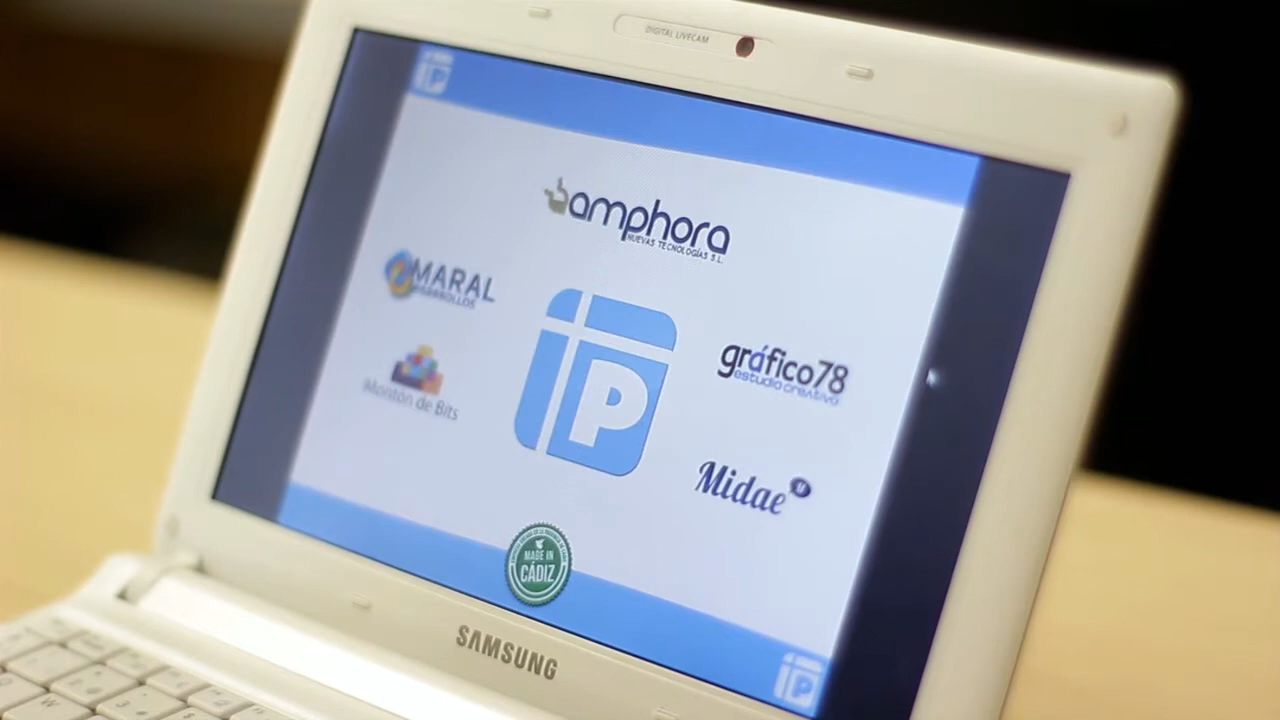 DIGITAL LIVECAM
P
amphora
NUEVAS TECNOLOGÍAS S.L.
MARAL
DESARROLLOS
Montón de Bits
P
gráfico78
estudio creativo
Midae
MADE IN
CÁDIZ
P
SAMSUNG